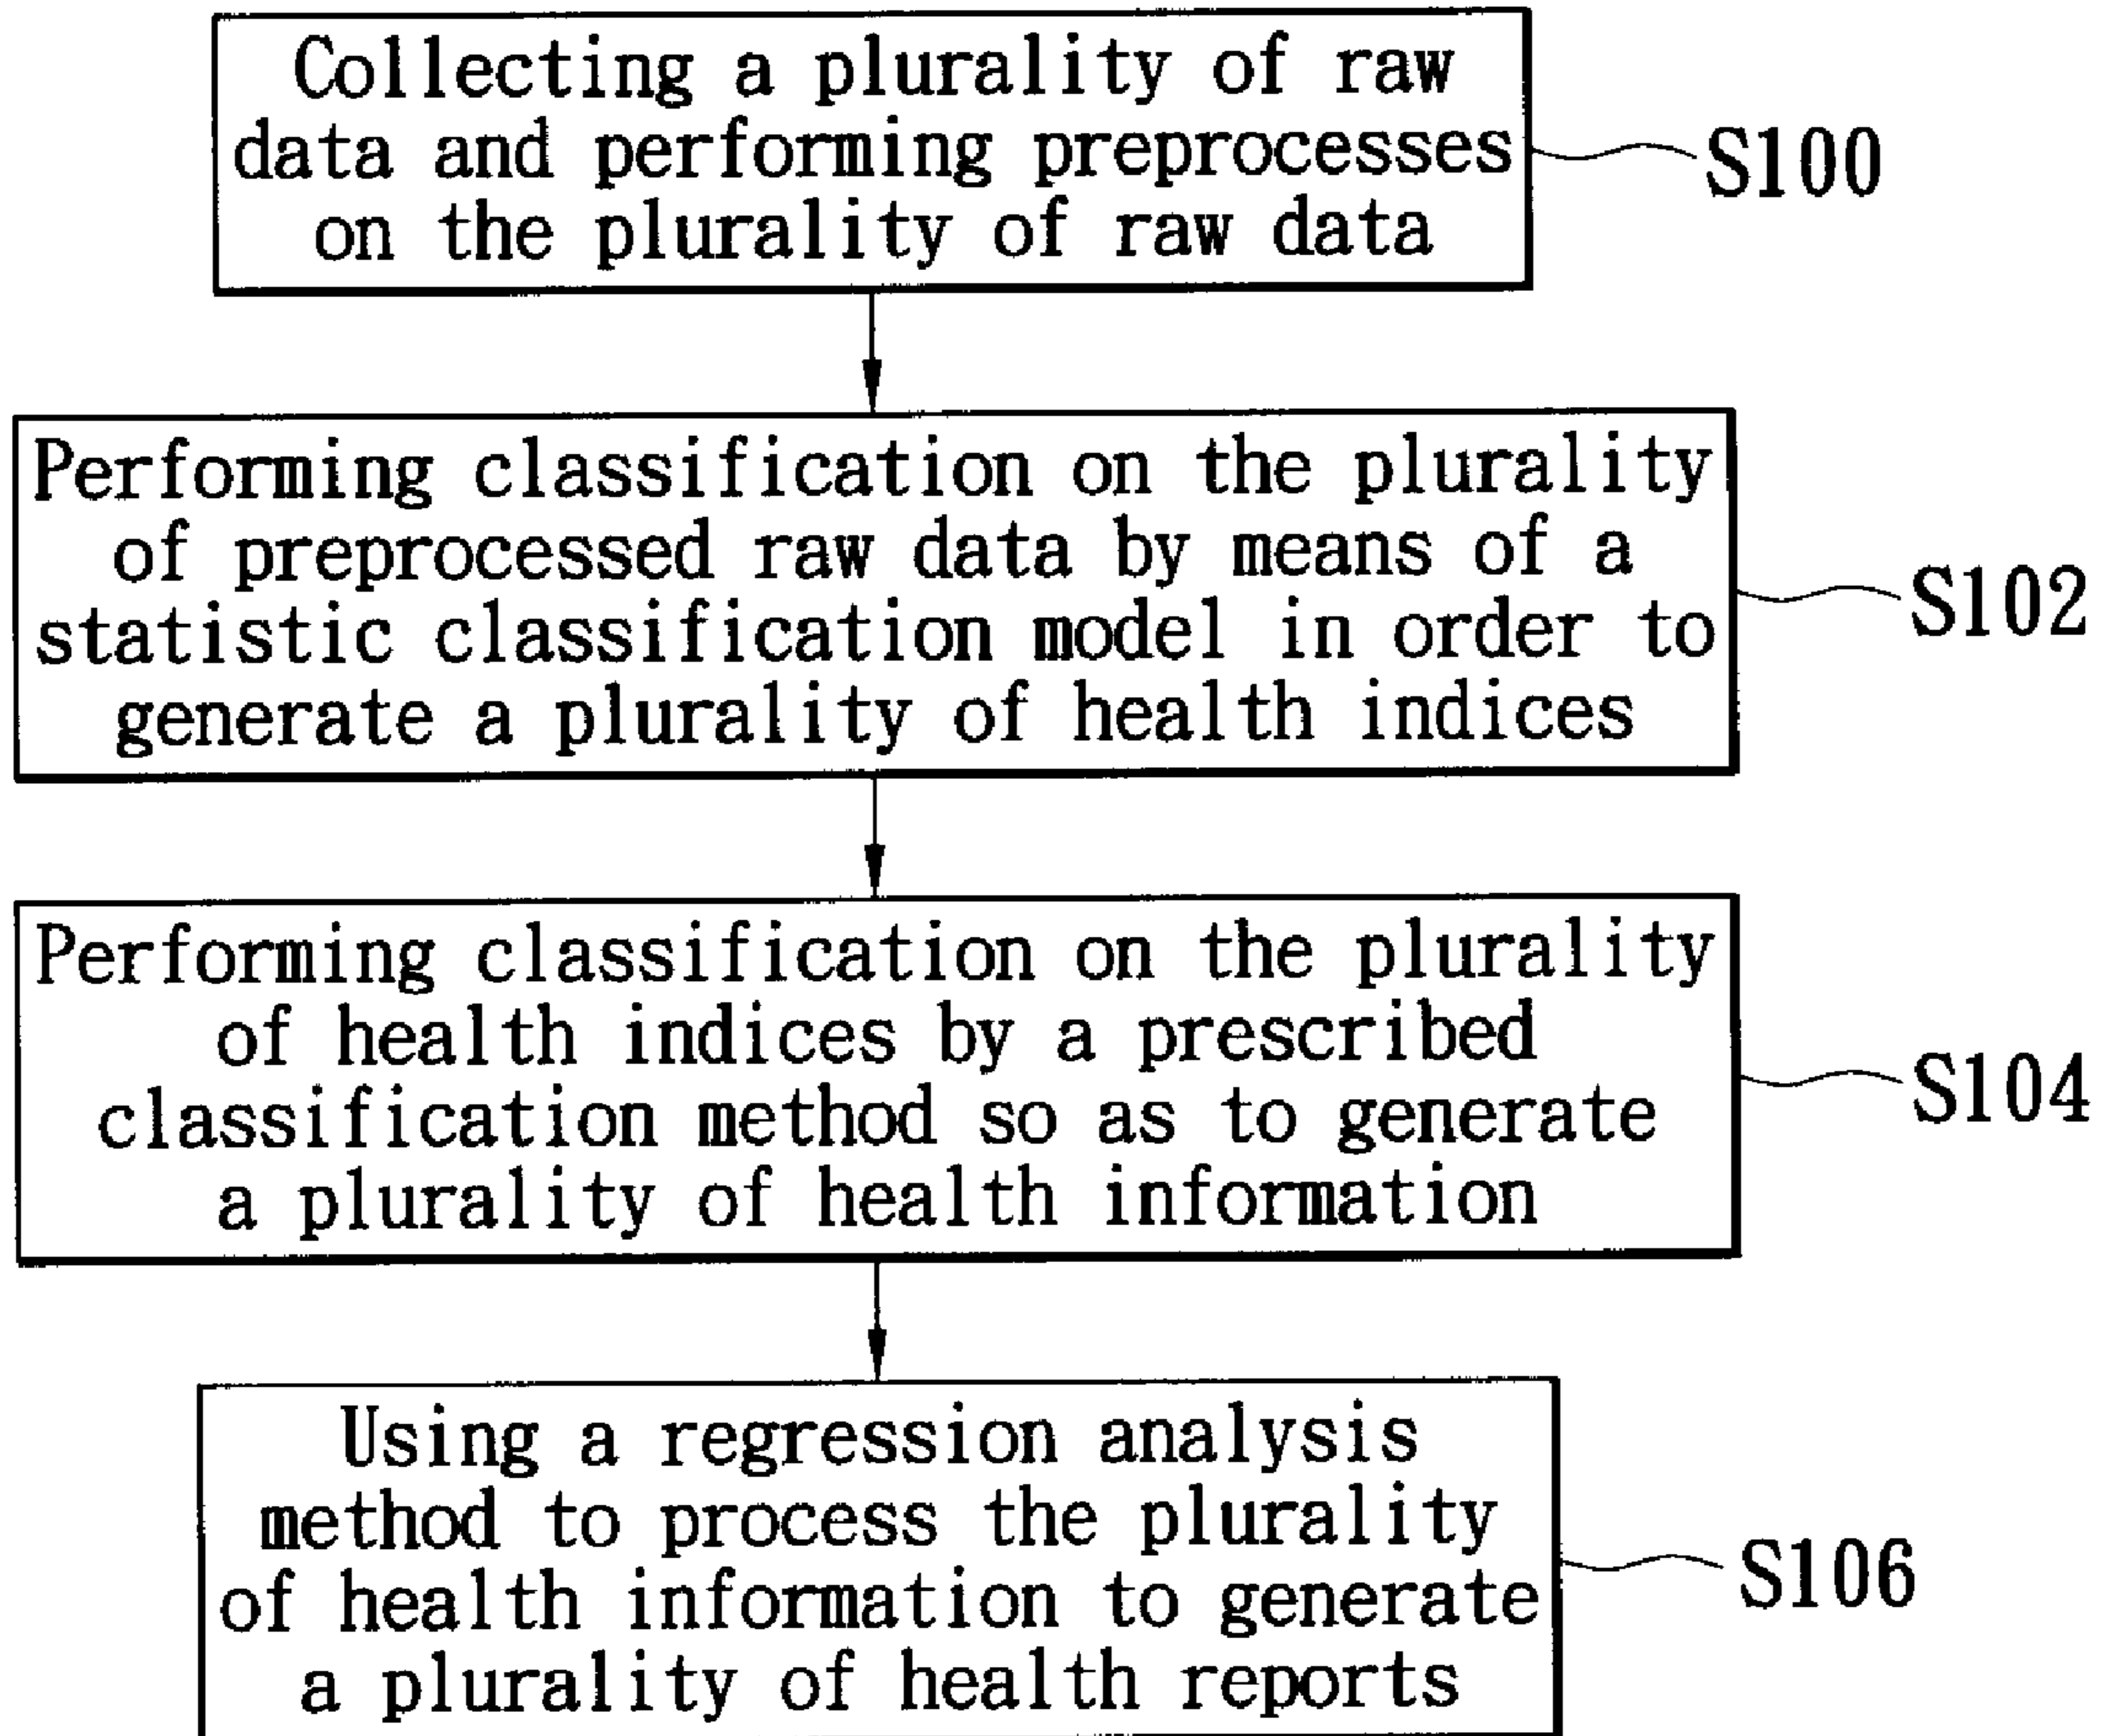 Collecting a plurality of raw
data and performing preprocesses
on the plurality of raw data
S100
Performing classification on the plurality
of preprocessed raw data by means of a
statistic classification model in order to
generate a plurality of health indices
S102
Performing classification on the plurality
of health indices by a prescribed
classification method so as to generate
a plurality of health information
S104
Using a regression analysis
method to process the plurality
of health information to generate
a plurality of health reports
S106